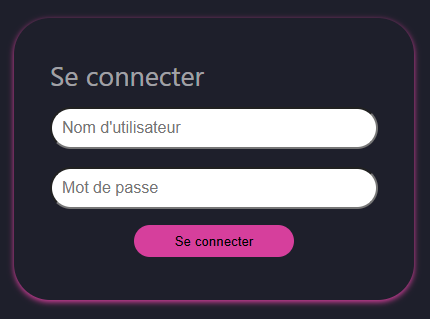 Se connecter
Nom d'utilisateur
Mot de passe
Se connecter